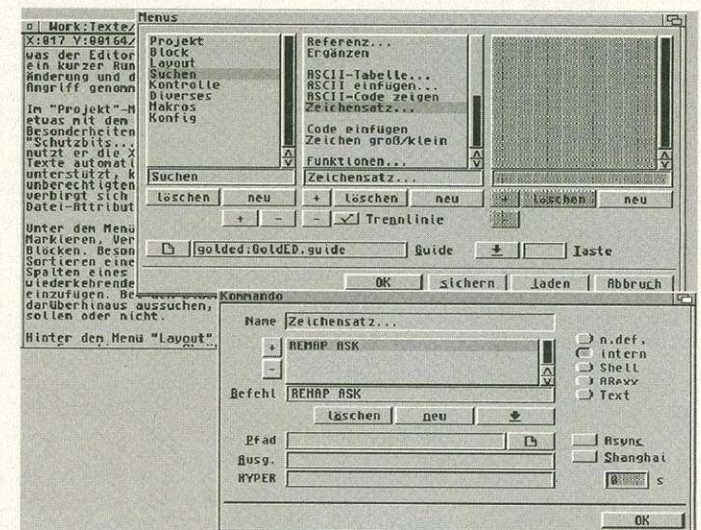 Work:Texte/
X:017 Y:00164/
was der Editor
ein kurzer Run
Änderung und d
Angriff genomm
Im "Projekt"-M
etwas mit dem
Besonderheiten
"Schutzbits...
nutzt er die X
Texte automati
unterstützt, k
unberechtigten
verbirgt sich
Datei-Attribut
Unter dem Menü
Markieren, Ver
Blöcken. Beson
Sortieren eine
Spalten eines
wiederkehrende
einzufügen. Be
darüberhinaus aussuchen,
sollen oder nicht.
Hinter dem Menü "Layout"
Menus
Projekt
Block
Layout
Suchen
Kontrolle
Diverses
Makros
Konfig
Suchen
löschen neu
+ -
Referenz...
Ergänzen
ASCII-Tabelle...
ASCII einfügen...
ASCII-Code zeigen
Zeichensatz...
Code einfügen
Zeichen groß/klein
Funktionen...
Zeichensatz...
+ löschen neu
- Trennlinie
+ löschen neu
golded:GoldED.guide Guide
Taste
OK sichern laden Abbruch
Kommando
Name Zeichensatz...
+ REMAP ASK
-
Befehl REMAP ASK
löschen neu
Pfad
Ausg.
HYPER
n.def.
intern
Shell
ARexx
Text
Async
Shanghai
0 s
OK